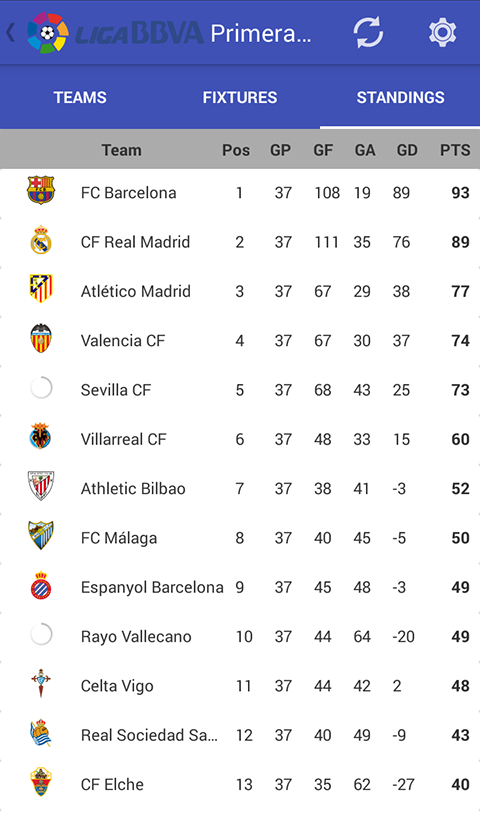 LIGA BBVA Primera...
TEAMS FIXTURES STANDINGS
Team Pos GP GF GA GD PTS
FC Barcelona 1 37 108 19 89 93
CF Real Madrid 2 37 111 35 76 89
Atlético Madrid 3 37 67 29 38 77
Valencia CF 4 37 67 30 37 74
Sevilla CF 5 37 68 43 25 73
Villarreal CF 6 37 48 33 15 60
Athletic Bilbao 7 37 38 41 -3 52
FC Málaga 8 37 40 45 -5 50
Espanyol Barcelona 9 37 45 48 -3 49
Rayo Vallecano 10 37 44 64 -20 49
Celta Vigo 11 37 44 42 2 48
Real Sociedad Sa... 12 37 40 49 -9 43
CF Elche 13 37 35 62 -27 40